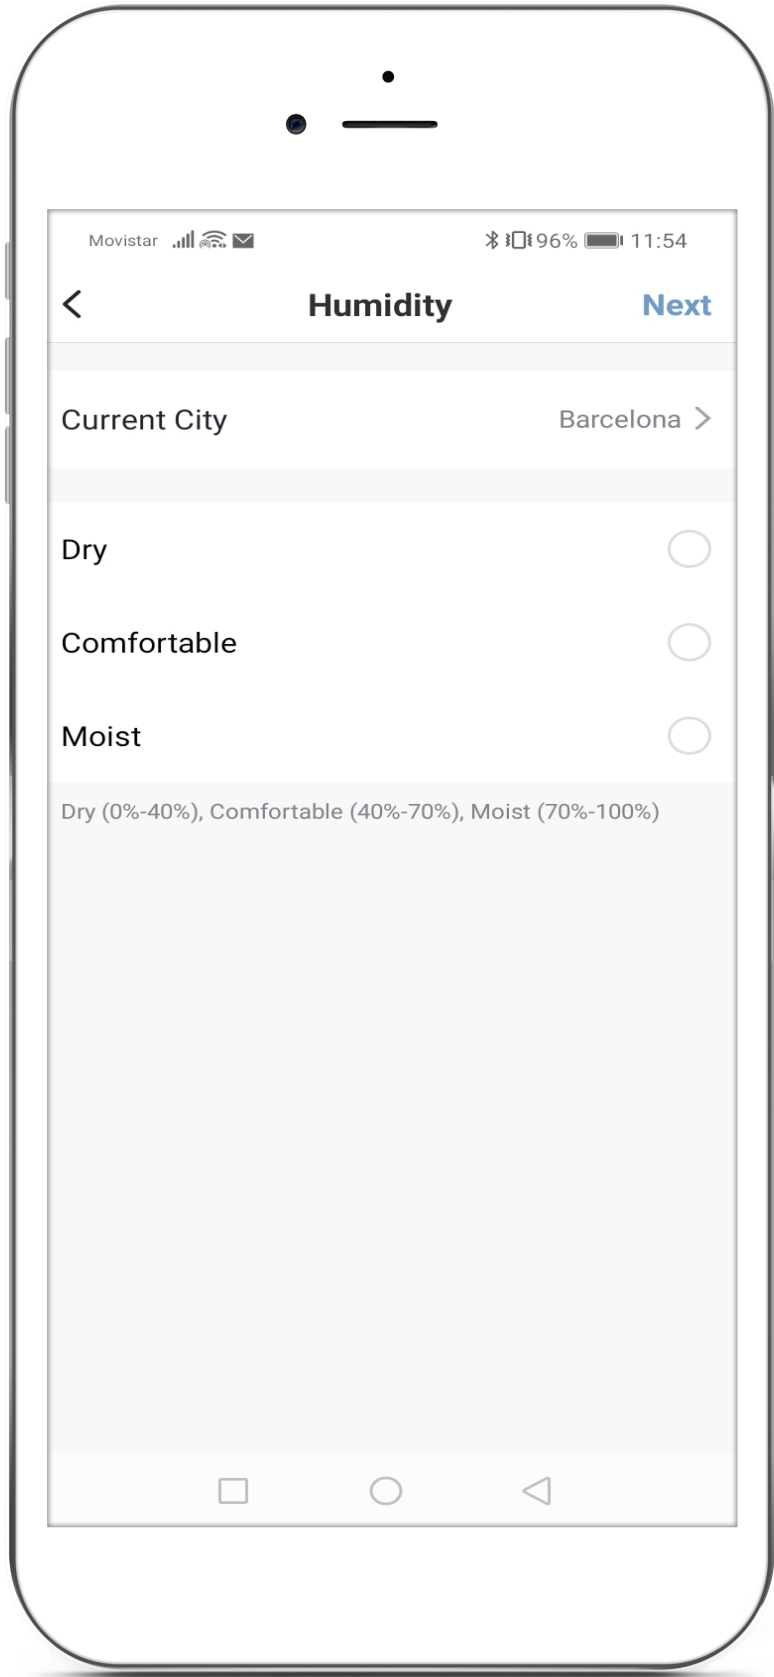 Movistar 96% 11:54
Humidity Next
Current City Barcelona
Dry
Comfortable
Moist
Dry (0%-40%), Comfortable (40%-70%), Moist (70%-100%)